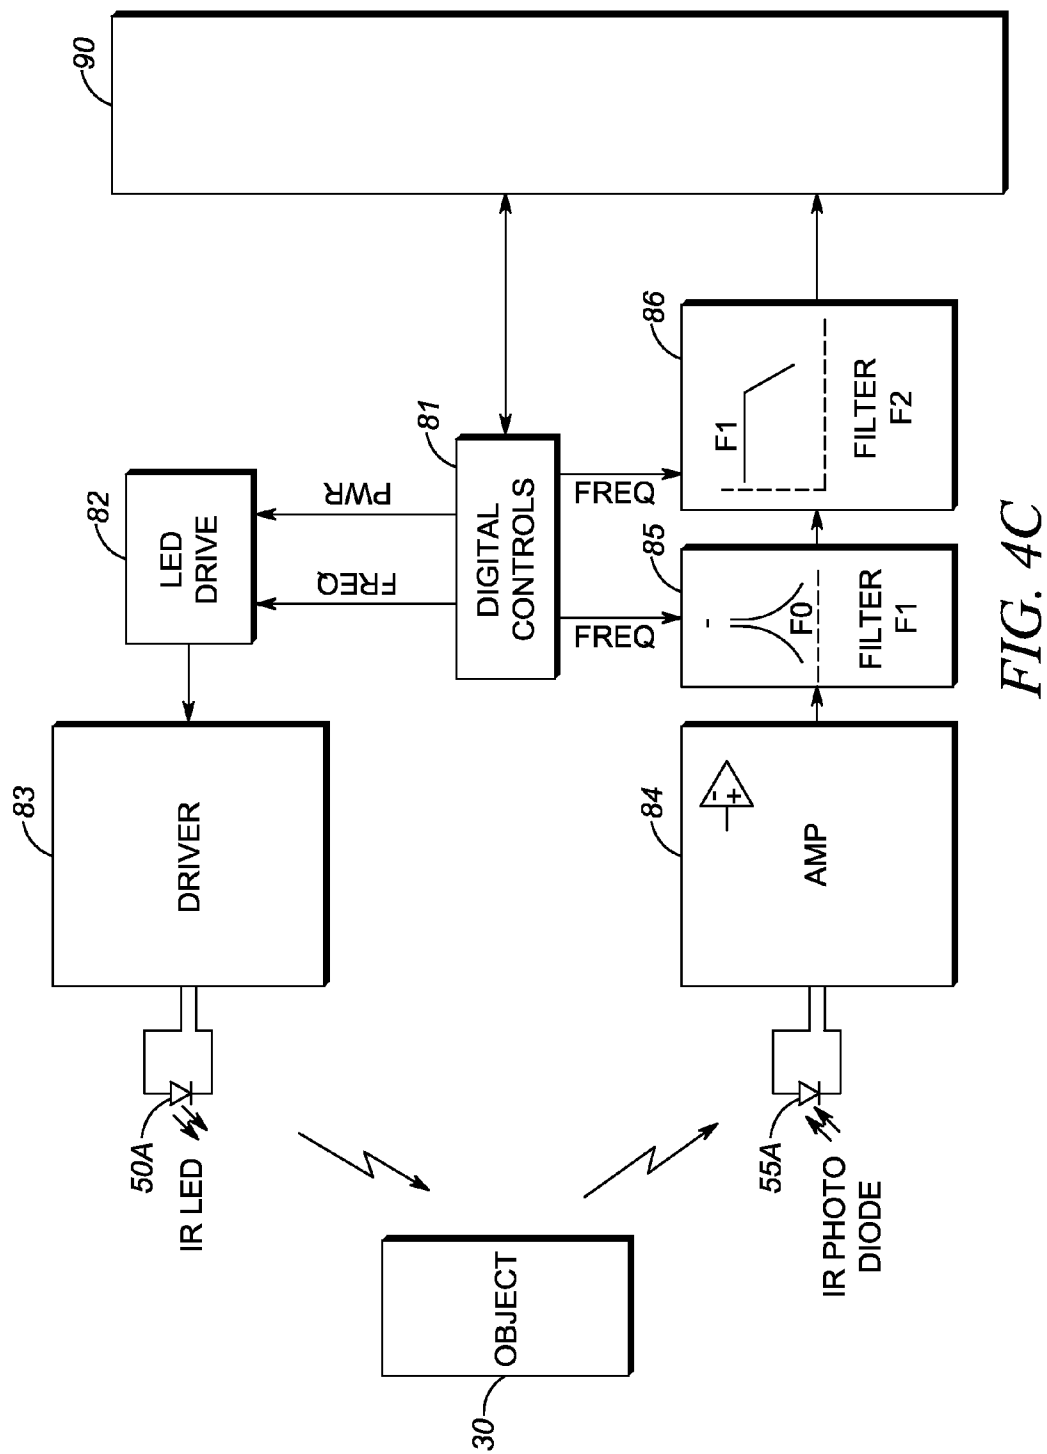 90
86
FILTER
F2
F1
81
DIGITAL
CONTROLS
82
LED
DRIVE
PWR
FREQ
FREQ
FREQ
85
F0
-
FILTER
F1
83
DRIVER
84
AMP
-
+
50A
IR LED
55A
IR PHOTO
DIODE
OBJECT
30
FIG. 4C